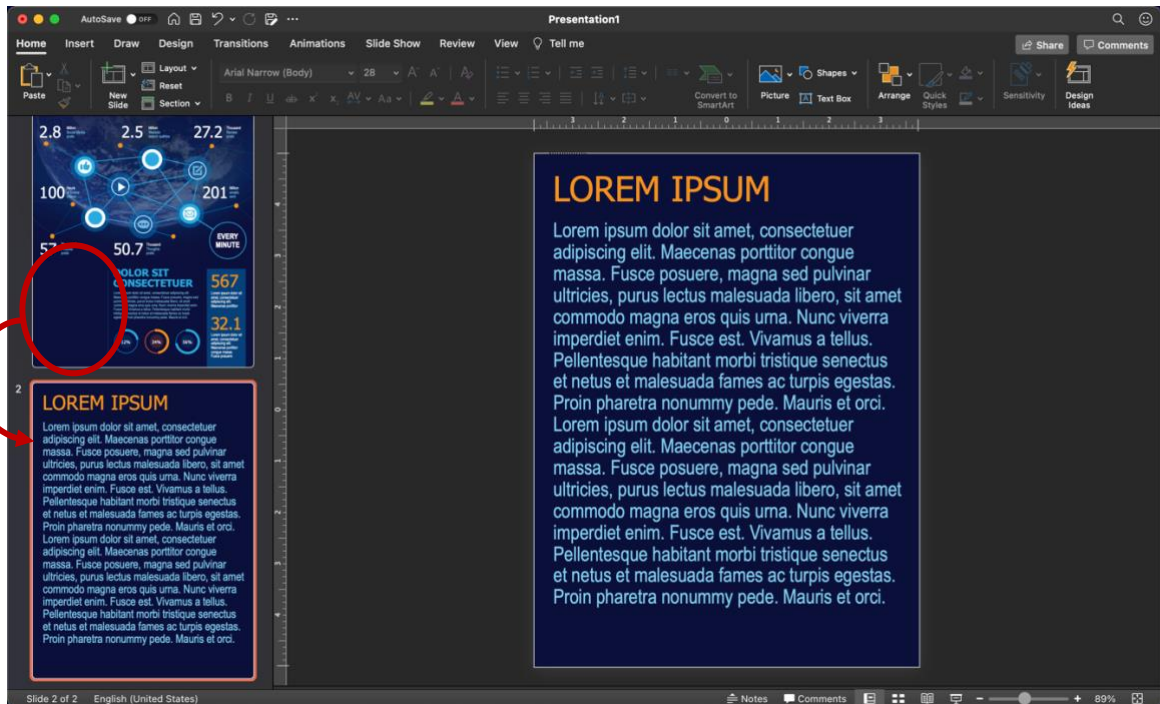 AutoSave OFF
Presentation1
Home Insert Draw Design Transitions Animations Slide Show Review View Tell me
Share Comments
Paste
New Slide
Layout
Reset
Section
Arial Narrow (Body) 28
Convert to SmartArt
Picture
Shapes
Text Box
Arrange
Quick Styles
Sensitivity
Design Ideas
2.8 2.5 27.2
100 201
50.7
EVERY
MINUTE
DOLOR SIT
CONSECTETUER
567
32.1
2
LOREM IPSUM
Lorem ipsum dolor sit amet, consectetuer
adipiscing elit. Maecenas porttitor congue
massa. Fusce posuere, magna sed pulvinar
ultricies, purus lectus malesuada libero, sit amet
commodo magna eros quis urna. Nunc viverra
imperdiet enim. Fusce est. Vivamus a tellus.
Pellentesque habitant morbi tristique senectus
et netus et malesuada fames ac turpis egestas.
Proin pharetra nonummy pede. Mauris et orci.
Lorem ipsum dolor sit amet, consectetuer
adipiscing elit. Maecenas porttitor congue
massa. Fusce posuere, magna sed pulvinar
ultricies, purus lectus malesuada libero, sit amet
commodo magna eros quis urna. Nunc viverra
imperdiet enim. Fusce est. Vivamus a tellus.
Pellentesque habitant morbi tristique senectus
et netus et malesuada fames ac turpis egestas.
Proin pharetra nonummy pede. Mauris et orci.
LOREM IPSUM
Lorem ipsum dolor sit amet, consectetuer
adipiscing elit. Maecenas porttitor congue
massa. Fusce posuere, magna sed pulvinar
ultricies, purus lectus malesuada libero, sit amet
commodo magna eros quis urna. Nunc viverra
imperdiet enim. Fusce est. Vivamus a tellus.
Pellentesque habitant morbi tristique senectus
et netus et malesuada fames ac turpis egestas.
Proin pharetra nonummy pede. Mauris et orci.
Lorem ipsum dolor sit amet, consectetuer
adipiscing elit. Maecenas porttitor congue
massa. Fusce posuere, magna sed pulvinar
ultricies, purus lectus malesuada libero, sit amet
commodo magna eros quis urna. Nunc viverra
imperdiet enim. Fusce est. Vivamus a tellus.
Pellentesque habitant morbi tristique senectus
et netus et malesuada fames ac turpis egestas.
Proin pharetra nonummy pede. Mauris et orci.
Slide 2 of 2 English (United States)
Notes Comments 89%